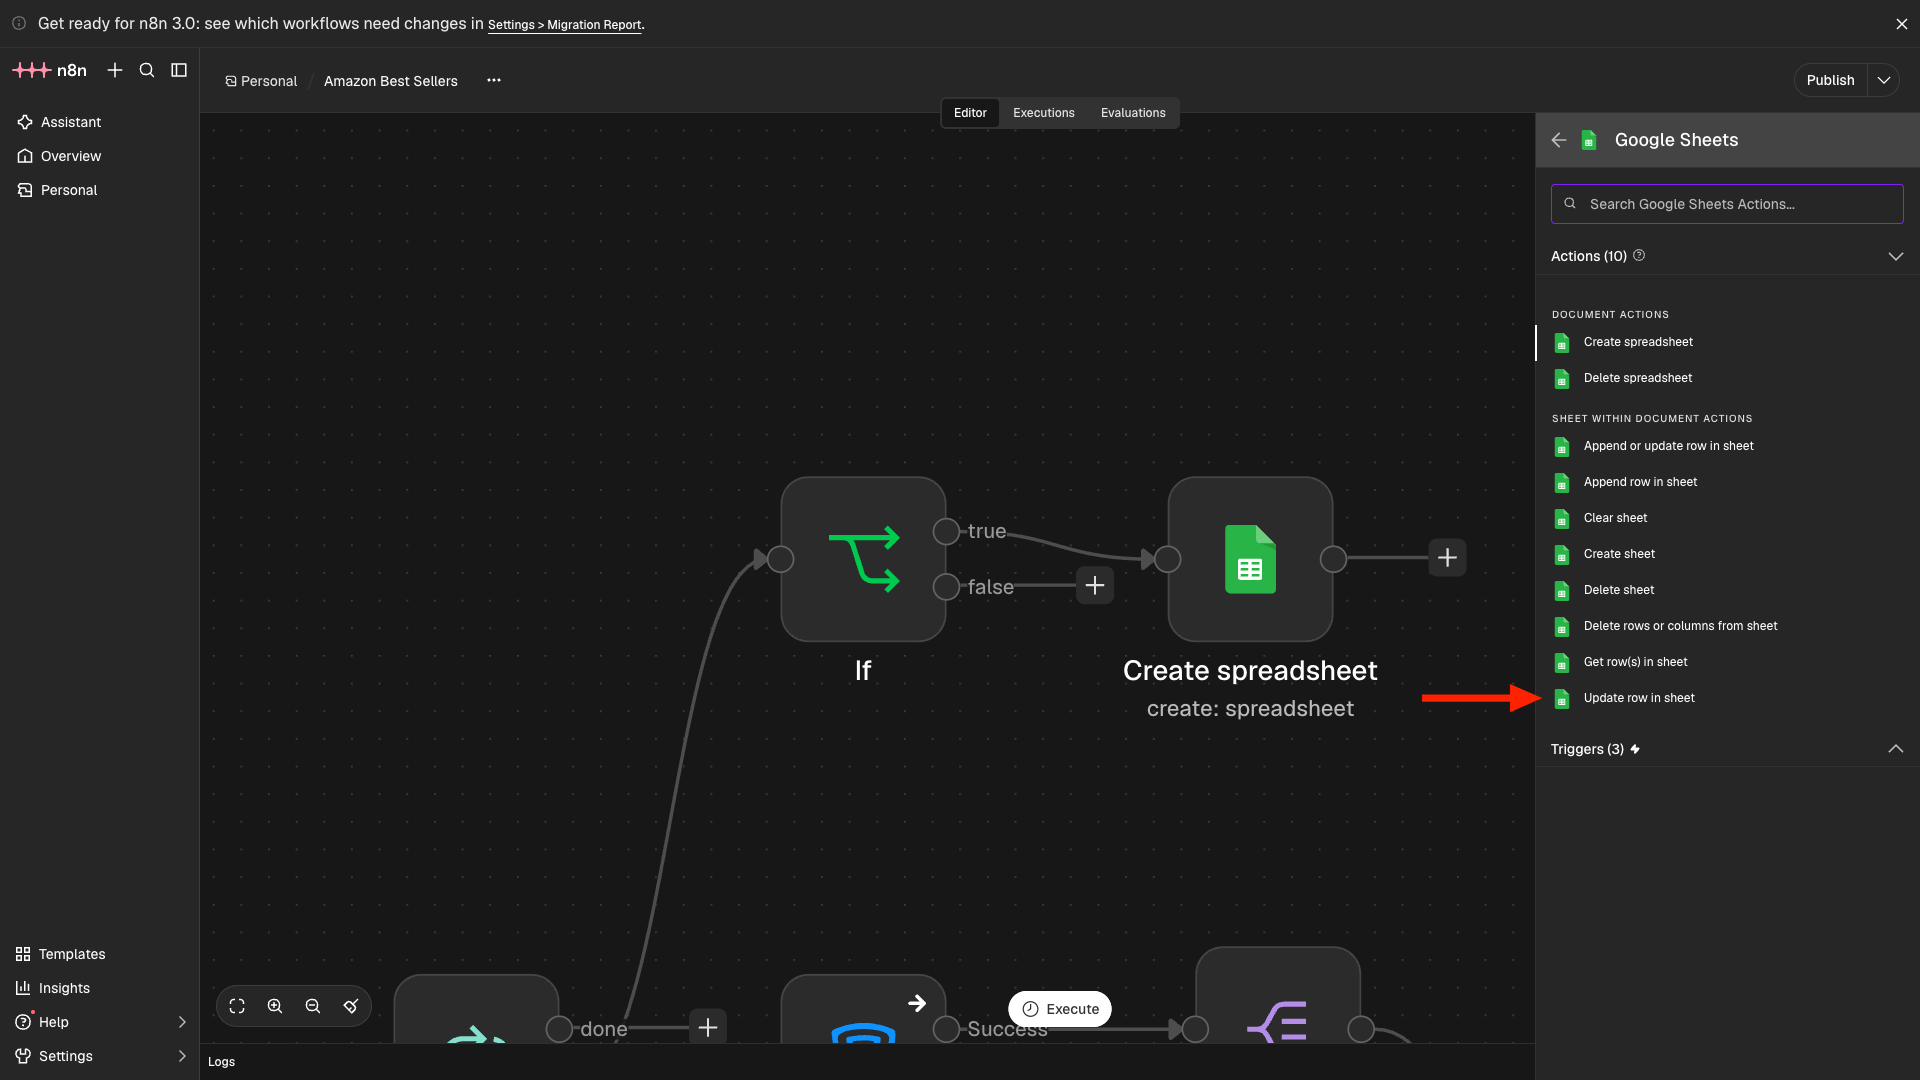 Get ready for n8n 3.0: see which workflows need changes in Settings > Migration Report.
n8n
Assistant
Overview
Personal
Templates
Insights
Help
Settings
Personal / Amazon Best Sellers
Publish
Editor
Executions
Evaluations
true
false
If
Create spreadsheet
create: spreadsheet
done
Success
Execute
Logs
Google Sheets
Search Google Sheets Actions...
Actions (10)
DOCUMENT ACTIONS
Create spreadsheet
Delete spreadsheet
SHEET WITHIN DOCUMENT ACTIONS
Append or update row in sheet
Append row in sheet
Clear sheet
Create sheet
Delete sheet
Delete rows or columns from sheet
Get row(s) in sheet
Update row in sheet
Triggers (3)